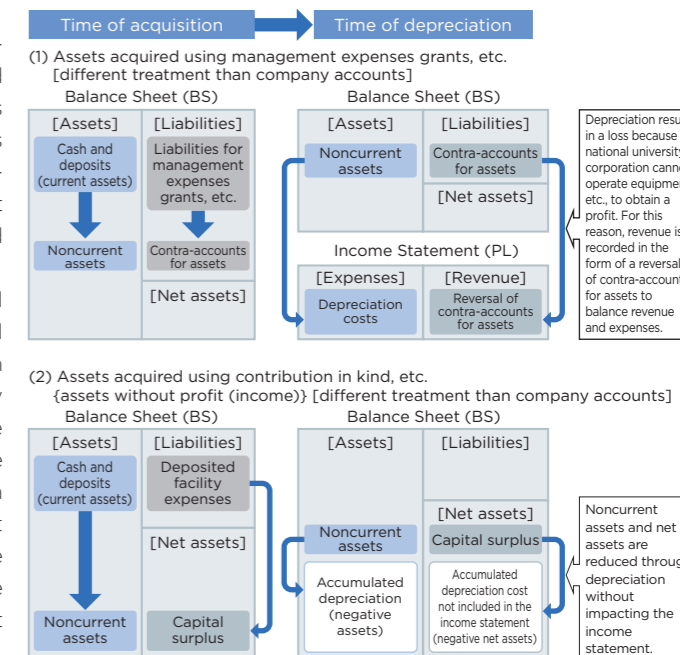 Time of acquisition
Time of depreciation
(1) Assets acquired using management expenses grants, etc.
[different treatment than company accounts]
Balance Sheet (BS)
[Assets]
[Liabilities]
Cash and
deposits
(current assets)
Liabilities for
management
expenses
grants, etc.
Noncurrent
assets
Contra-accounts
for assets
[Net assets]
Balance Sheet (BS)
[Assets]
[Liabilities]
Noncurrent
assets
Contra-accounts
for assets
[Net assets]
Income Statement (PL)
[Expenses]
[Revenue]
Depreciation
costs
Reversal of
contra-accounts
for assets
Depreciation
in a loss because
national
corporation
operate
etc., to obtain a
profit. For this
reason, revenue is
recorded in the
form of a reversal
of
for assets to
balance revenue
and expenses.
(2) Assets acquired using contribution in kind, etc.
{assets without profit (income)} [different treatment than company accounts]
Balance Sheet (BS)
[Assets]
[Liabilities]
Cash and
deposits
(current assets)
Deposited
facility
expenses
[Net assets]
Noncurrent
assets
Capital
surplus
Balance Sheet (BS)
[Assets]
[Liabilities]
[Net assets]
Noncurrent
assets
Capital surplus
Accumulated
depreciation
(negative
assets)
Accumulated
depreciation cost
not included in the
income statement
(negative net assets)
Noncurrent
assets and net
assets are
reduced
depreciation
without
impacting the
income
statement.